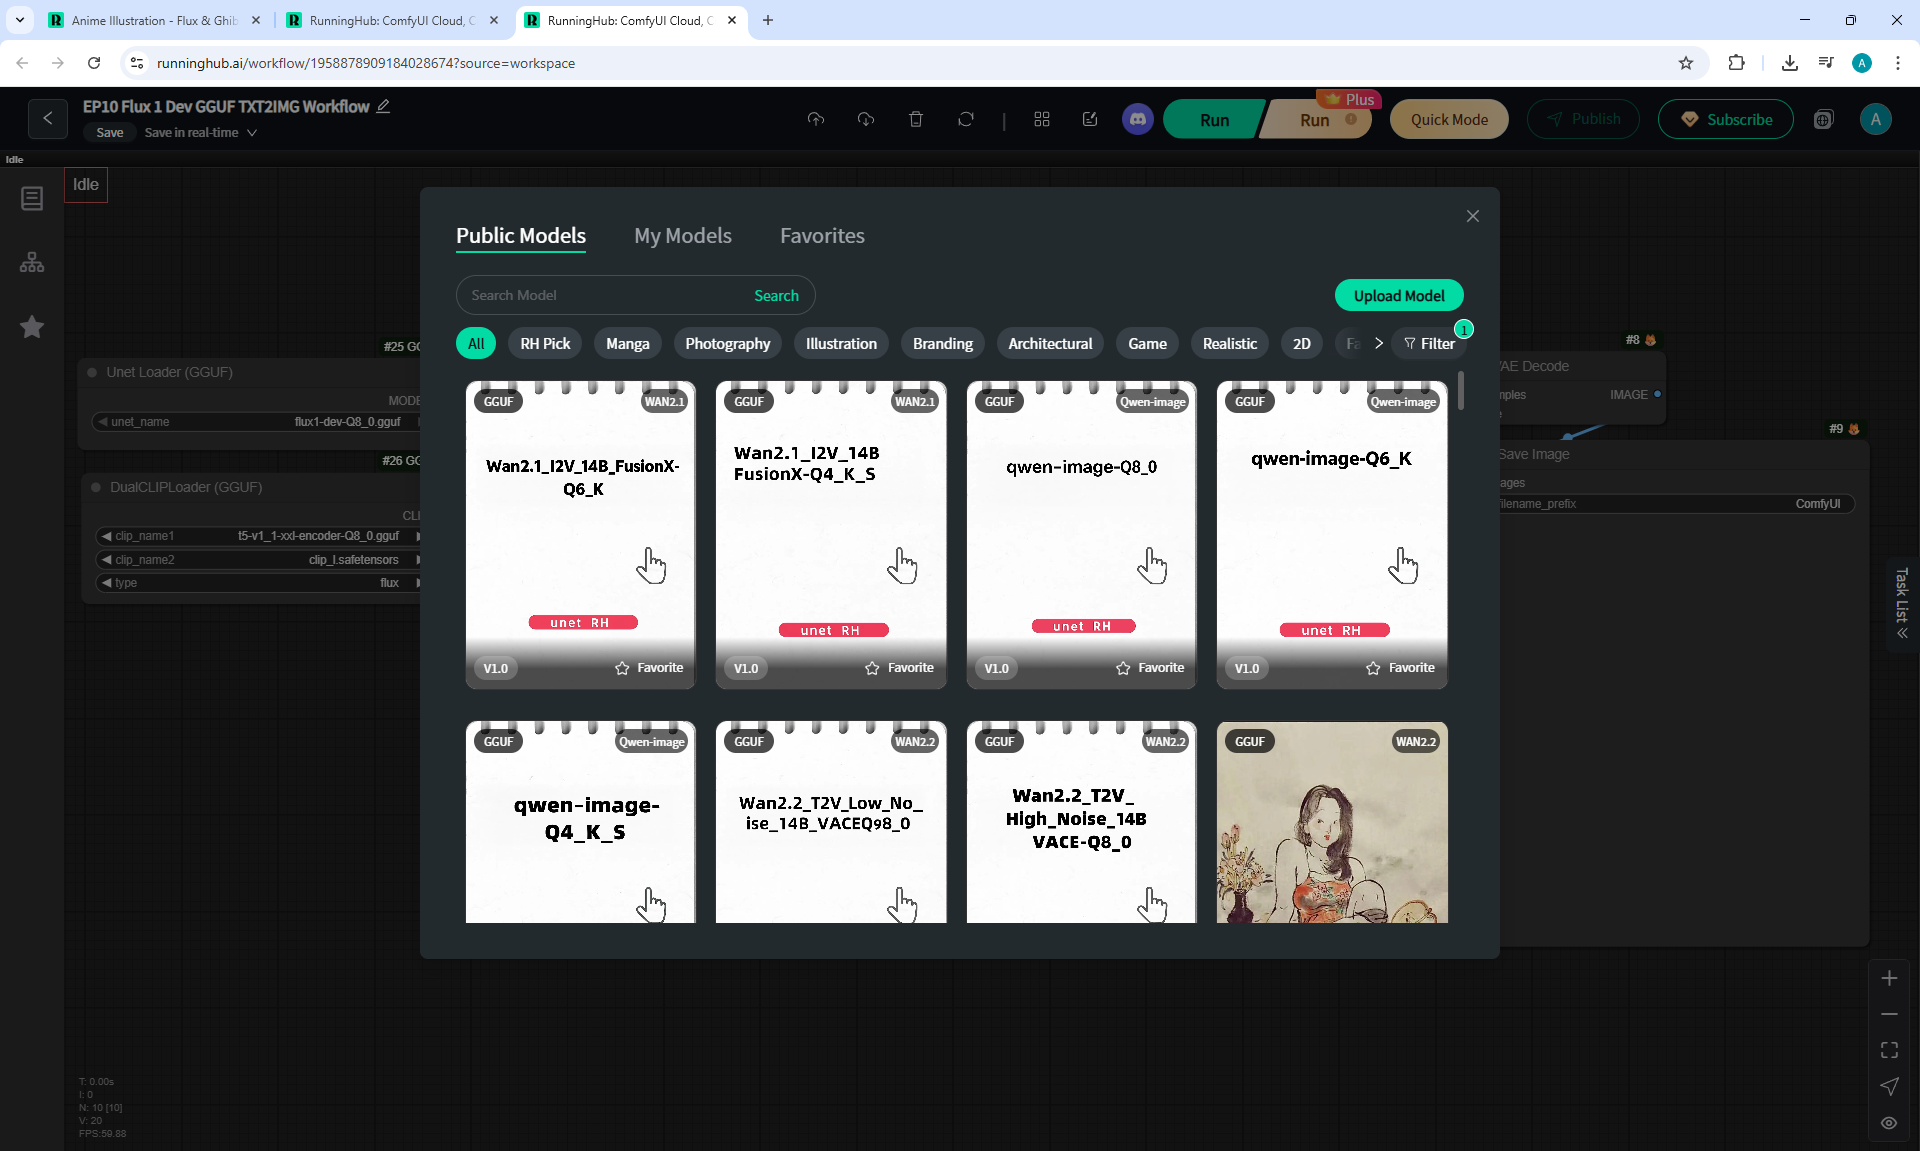 Anime Illustration - Flux & Ghib
RunningHub: ComfyUI Cloud, C
RunningHub: ComfyUI Cloud, C
runninghub.ai/workflow/1958878909184028674?source=workspace
A
EP10 Flux 1 Dev GGUF TXT2IMG Workflow
Save
Save in real-time
Run
Run
Plus
Quick Mode
Publish
Subscribe
A
Idle
Idle
Public Models
My Models
Favorites
Search Model
Search
Upload Model
All
RH Pick
Manga
Photography
Illustration
Branding
Architectural
Game
Realistic
2D
Fa
Filter
1
#25 GG
Unet Loader (GGUF)
MODE
unet_name
flux1-dev-Q8_0.gguf
#26 GG
DualCLIPLoader (GGUF)
CLI
clip_name1
t5-v1_1-xxl-encoder-Q8_0.gguf
clip_name2
clip_l.safetensors
type
flux
GGUF
WAN2.1
Wan2.1_I2V_14B_FusionX-
Q6_K
unet RH
V1.0
Favorite
GGUF
WAN2.1
Wan2.1_I2V_14B
FusionX-Q4_K_S
unet RH
V1.0
Favorite
GGUF
Qwen-image
qwen-image-Q8_0
unet RH
V1.0
Favorite
GGUF
Qwen-image
qwen-image-Q6_K
unet RH
V1.0
Favorite
GGUF
Qwen-image
qwen-image-
Q4_K_S
GGUF
WAN2.2
Wan2.2_T2V_Low_No_
ise_14B_VACEQ98_0
GGUF
WAN2.2
Wan2.2_T2V_
High_Noise_14B
VACE-Q8_0
GGUF
WAN2.2
#8
AE Decode
mples
IMAGE
e
#9
Save Image
ages
filename_prefix
ComfyUI
Task List
T: 0.00s
I: 0
N: 10 [10]
V: 20
FPS:59.88